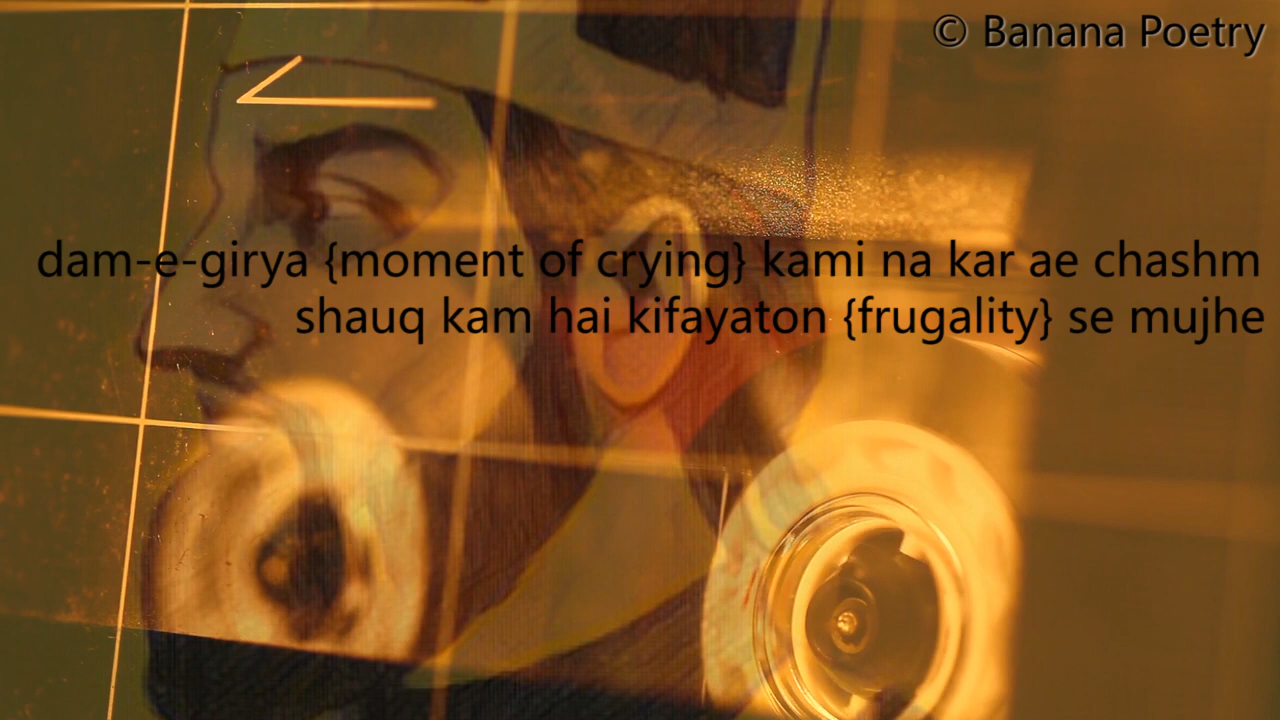 © Banana Poetry
dam-e-girya {moment of crying} kami na kar ae chashm
shauq kam hai kifayaton {frugality} se mujhe